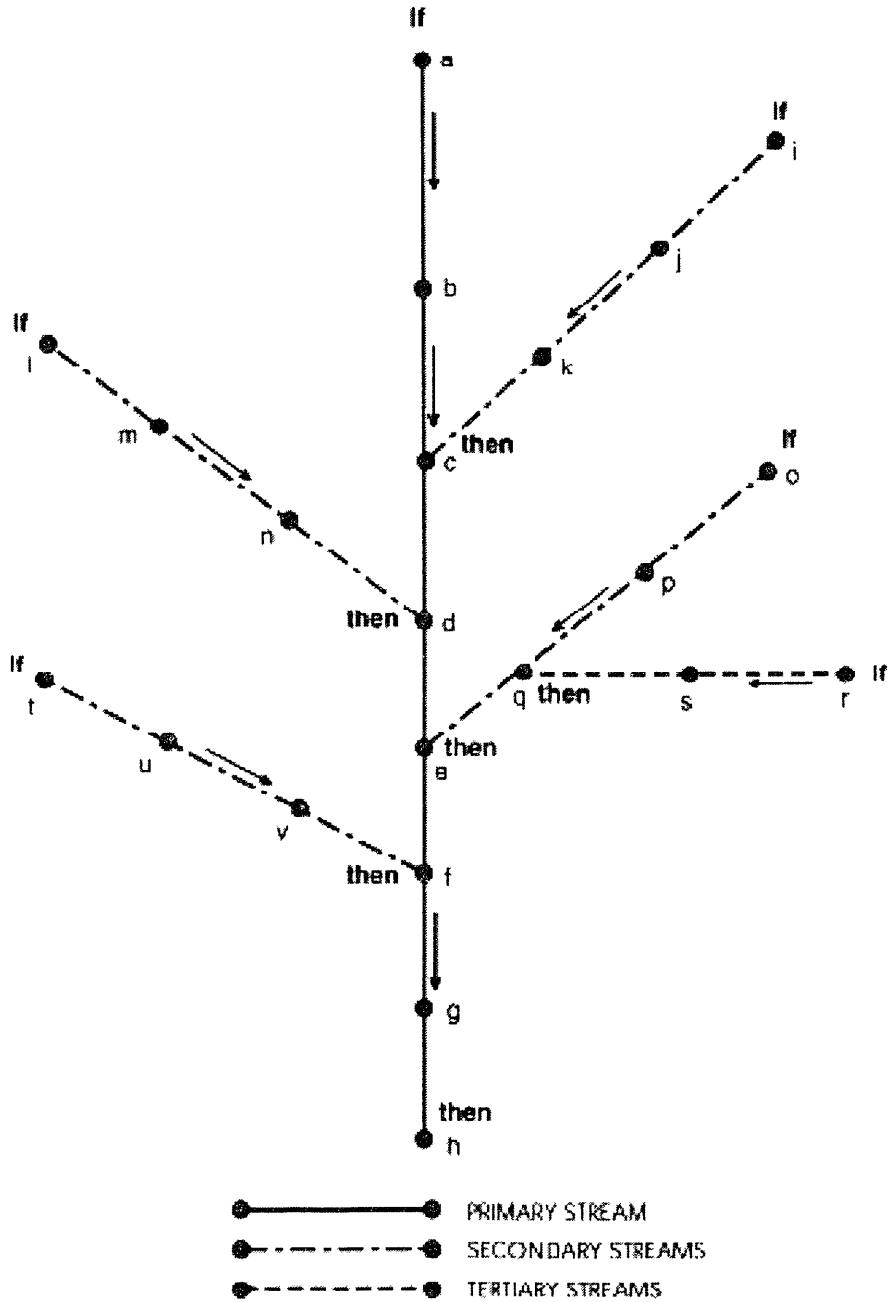 If
a
If
i
j
b
If
l
k
m
c then
If
o
n
p
then d
If
t
q then
s
r
If
u
then
e
v
then f
g
then
h
PRIMARY STREAM
SECONDARY STREAMS
TERTIARY STREAMS